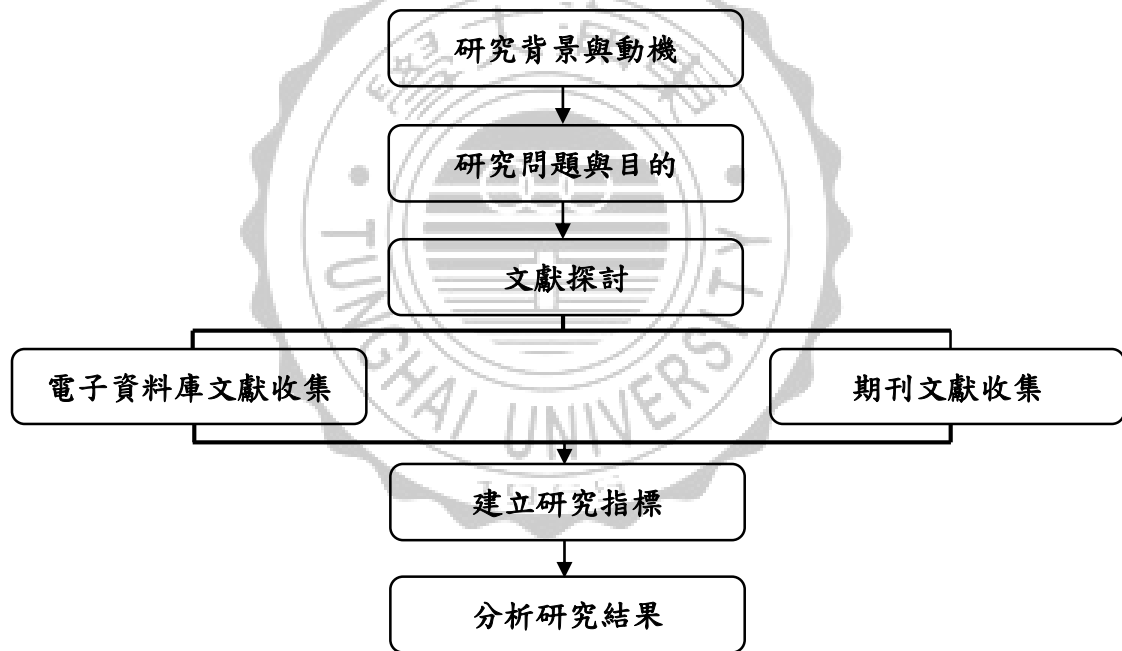 研究背景與動機
研究問題與目的
文獻探討
電子資料庫文獻收集
期刊文獻收集
建立研究指標
分析研究結果
TUNGHAI UNIVERSITY